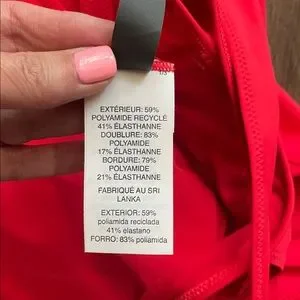 EXTÉRIEUR: 59%
POLYAMIDE RECYCLÉ
41% ÉLASTHANNE
DOUBLURE: 83%
POLYAMIDE
17% ÉLASTHANNE
BORDURE: 79%
POLYAMIDE
21% ÉLASTHANNE
FABRIQUÉ AU SRI
LANKA
EXTERIOR: 59%
poliamida reciclada
41% elastano
FORRO: 83% poliamida